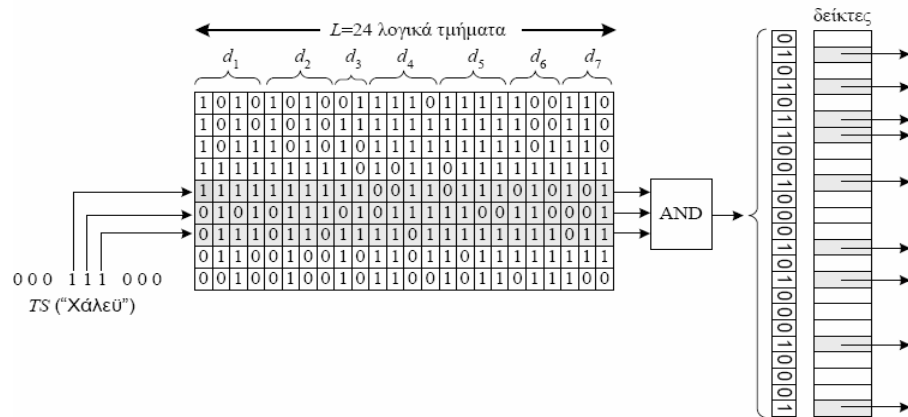 δείκτες
L=24 λογικά τμήματα
d1 d2 d3 d4 d5 d6 d7
1 0 1 0 1 0 1 0 0 1 1 1 1 0 1 1 1 1 1 0 0 1 1 0
1 0 1 0 1 0 1 0 1 1 1 1 1 1 1 1 1 1 1 0 0 1 1 0
1 1 1 0 1 0 1 0 1 0 1 1 1 1 1 1 1 1 1 0 1 1 1 0
1 1 1 1 1 1 1 1 1 0 1 0 1 1 0 1 1 1 1 1 1 1 1 1
1 1 1 1 1 1 1 1 1 1 0 0 1 1 0 1 1 1 0 1 0 1 0 1
0 1 0 1 0 1 1 1 0 1 0 1 1 1 1 1 0 0 1 1 0 0 0 1
0 1 1 1 0 1 1 0 1 1 1 1 0 1 1 1 1 1 1 1 1 0 1 1
0 1 1 0 0 1 1 0 0 1 0 1 1 1 1 0 1 1 1 1 1 1 1 1
0 0 1 0 0 0 1 0 1 0 1 1 1 0 0 1 0 1 1 1 1 1 0 0
0 0 0 1 1 1 0 0 0
TS (“Χάλεϋ”)
AND
0 1 0 1 0 1 1 0 0 1 0 0 0 1 0 1 0 0 0 1 0 0 0 1